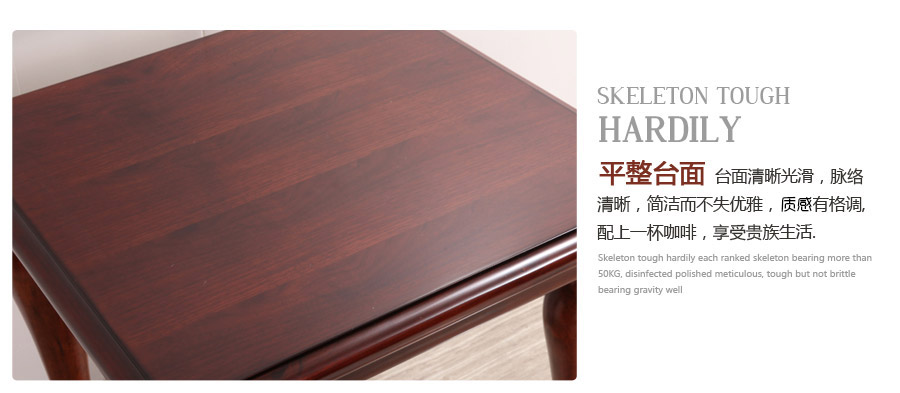 SKELETON TOUGH
HARDILY
平整台面 台面清晰光滑，脉络
清晰，简洁而不失优雅，质感有格调,
配上一杯咖啡，享受贵族生活.
Skeleton tough hardily each ranked skeleton bearing more than
50KG, disinfected polished meticulous, tough but not brittle
bearing gravity well